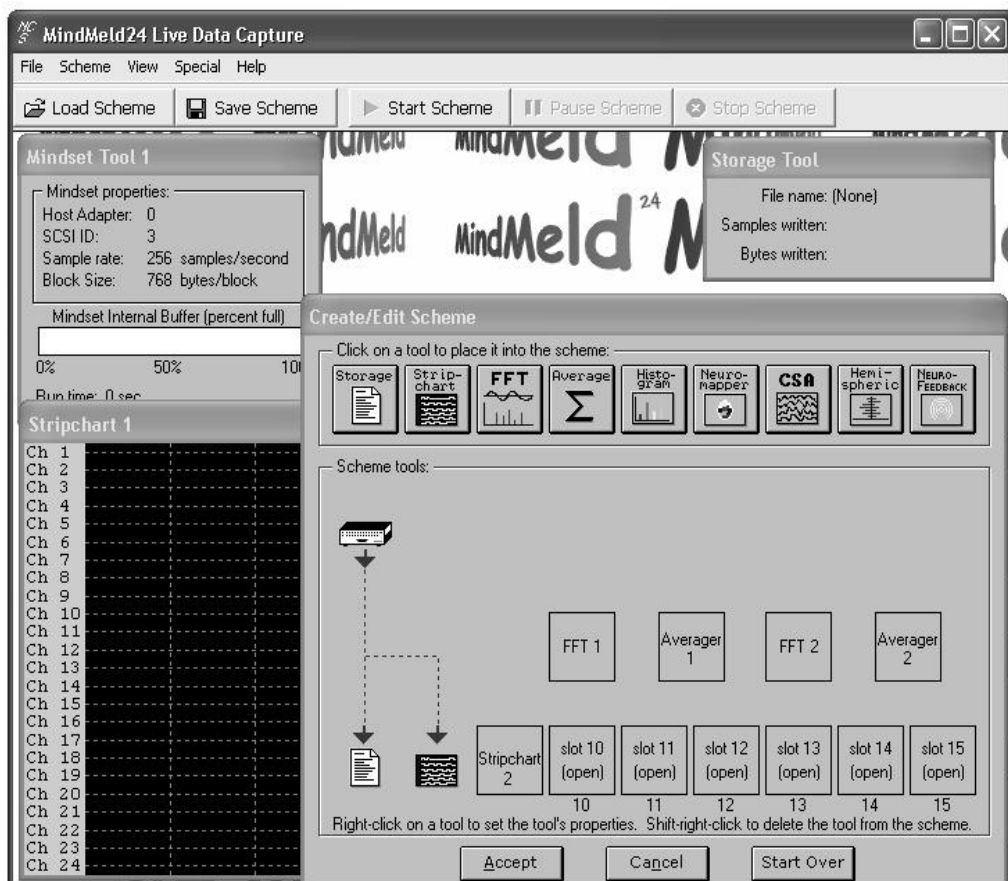 NCS MindMeld24 Live Data Capture
File Scheme View Special Help
Load Scheme Save Scheme Start Scheme Pause Scheme Stop Scheme
Mindset Tool 1
Mindset properties:
Host Adapter: 0
SCSI ID: 3
Sample rate: 256 samples/second
Block Size: 768 bytes/block
Mindset Internal Buffer (percent full)
0% 50% 10
Run time: 0 sec
MindMeld
MindMeld 24
Storage Tool
File name: (None)
Samples written:
Bytes written:
Stripchart 1
Ch 1
Ch 2
Ch 3
Ch 4
Ch 5
Ch 6
Ch 7
Ch 8
Ch 9
Ch 10
Ch 11
Ch 12
Ch 13
Ch 14
Ch 15
Ch 16
Ch 17
Ch 18
Ch 19
Ch 20
Ch 21
Ch 22
Ch 23
Ch 24
Create/Edit Scheme
Click on a tool to place it into the scheme:
Storage
Strip-
chart
FFT
Average
Σ
Histo-
gram
Neuro-
mapper
CSA
Hemi-
spheric
NEURO-
FEEDBACK
Scheme tools:
FFT 1
Averager
1
FFT 2
Averager
2
Stripchart
2
slot 10
(open)
slot 11
(open)
slot 12
(open)
slot 13
(open)
slot 14
(open)
slot 15
(open)
10 11 12 13 14 15
Right-click on a tool to set the tool's properties. Shift-right-click to delete the tool from the scheme.
Accept Cancel Start Over